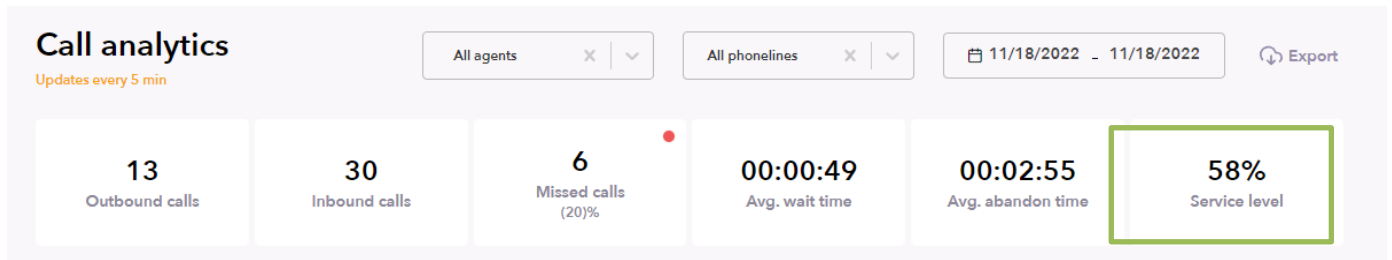 Call analytics
Updates every 5 min
All agents
All phonelines
11/18/2022 - 11/18/2022
Export
13
Outbound calls
30
Inbound calls
6
Missed calls
(20)%
00:00:49
Avg. wait time
00:02:55
Avg. abandon time
58%
Service level